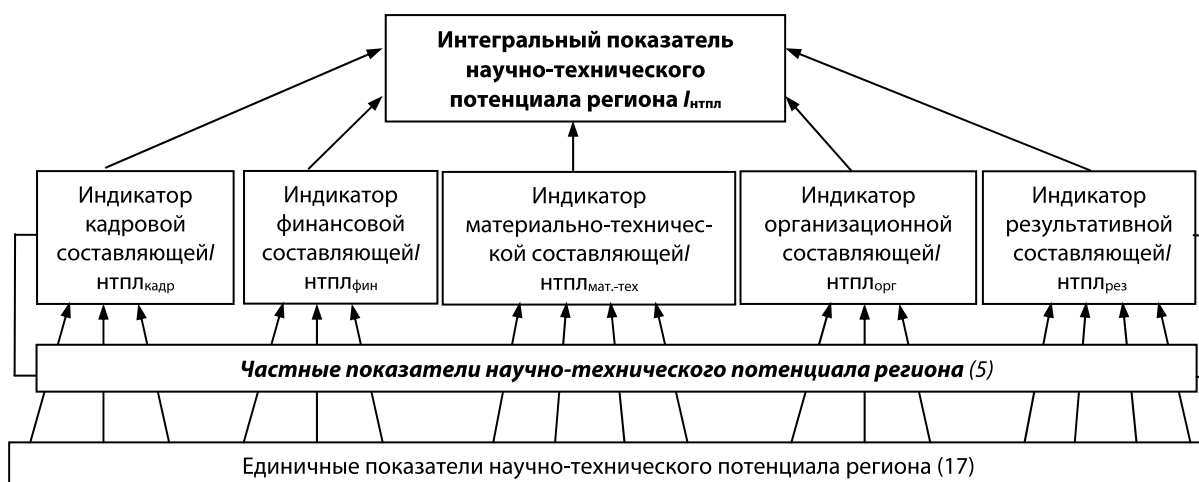 Интегральный показатель
научно-технического
потенциала региона Iнтпл
Индикатор
кадровой
составляющейI
нтплкадр
Индикатор
финансовой
составляющейI
нтплфин
Индикатор
материально-техничес-
кой составляющейI
нтплмат.-тех
Индикатор
организационной
составляющейI
нтплорг
Индикатор
результативной
составляющейI
нтплрез
Частные показатели научно-технического потенциала региона (5)
Единичные показатели научно-технического потенциала региона (17)